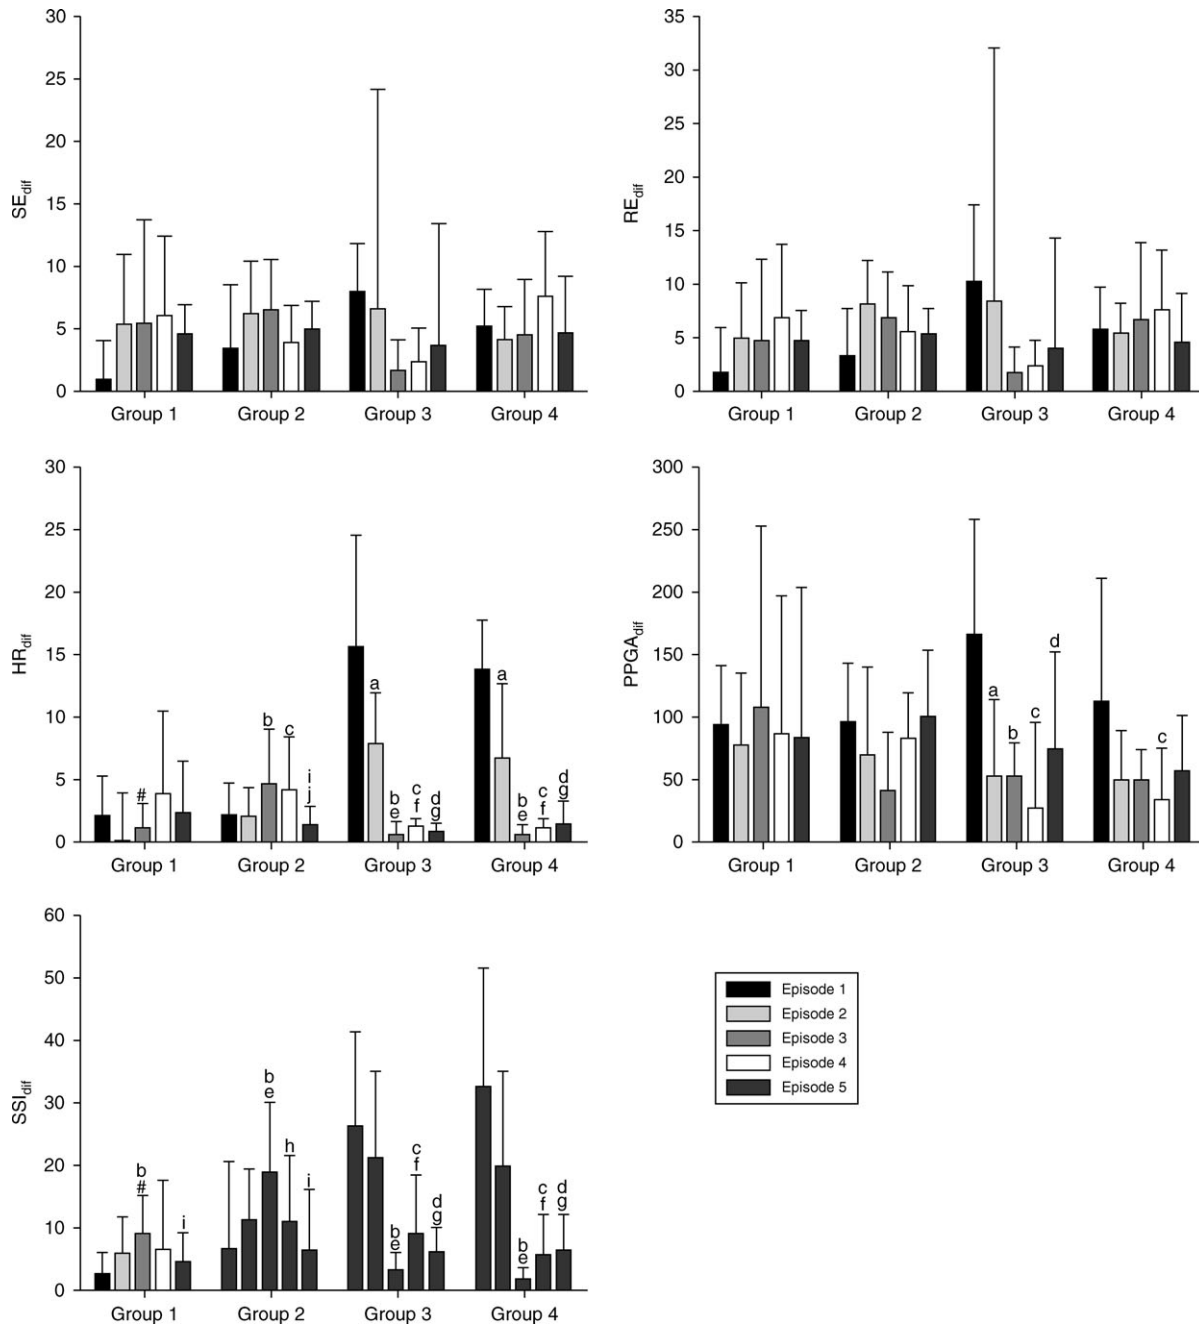 30
25
20
15
10
5
0
SEdif
Group 1 Group 2 Group 3 Group 4
35
30
25
20
15
10
5
0
REdif
Group 1 Group 2 Group 3 Group 4
30
25
20
15
10
5
0
HRdif
#
b
c
i
j
a
b
e
c
f
d
g
a
b
e
c
f
d
g
Group 1 Group 2 Group 3 Group 4
300
250
200
150
100
50
0
PPGAdif
a
b
c
d
c
Group 1 Group 2 Group 3 Group 4
60
50
40
30
20
10
0
SSIdif
b
#
i
b
e
h
i
b
e
c
f
d
g
b
e
c
f
d
g
Group 1 Group 2 Group 3 Group 4
Episode 1
Episode 2
Episode 3
Episode 4
Episode 5